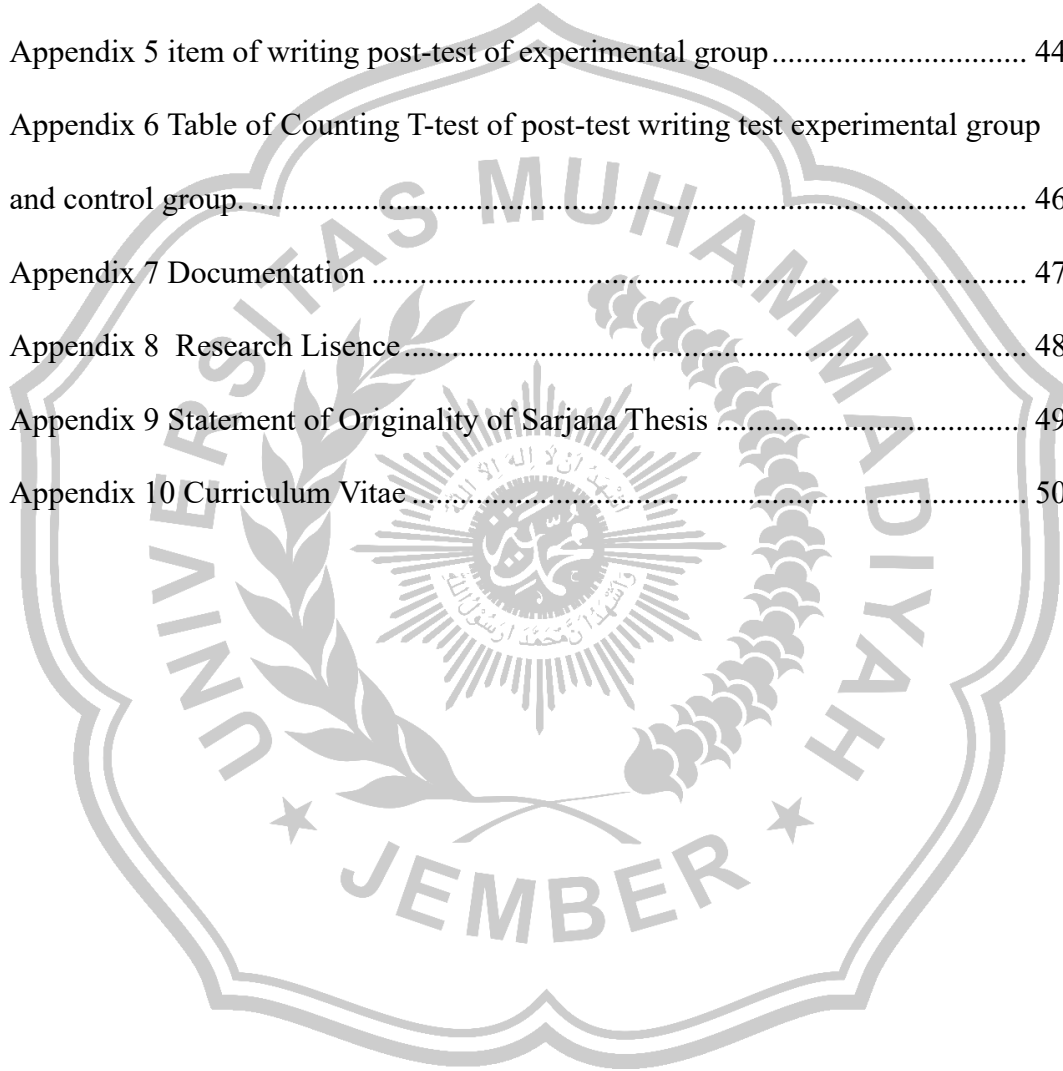 Appendix 5 item of writing post-test of experimental group............................ 44
Appendix 6 Table of Counting T-test of post-test writing test experimental group
and control group. ............................................................................................... 46
Appendix 7 Documentation ................................................................................ 47
Appendix 8  Research Lisence............................................................................. 48
Appendix 9 Statement of Originality of Sarjana Thesis ...................................... 49
Appendix 10 Curriculum Vitae ........................................................................... 50
UNIVERSITAS MUHAMMADIYAH
JEMBER